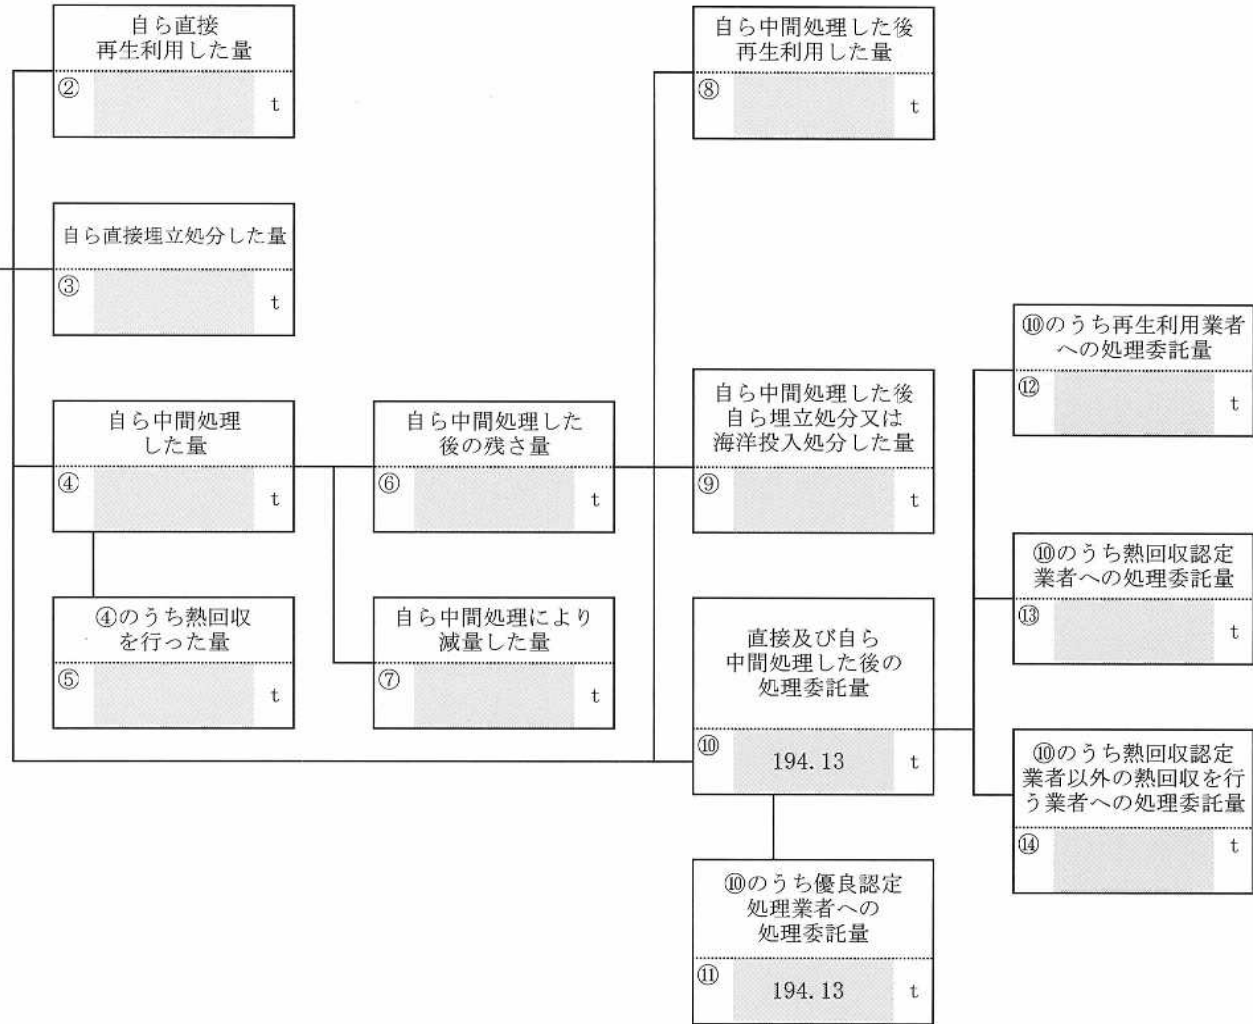 自ら直接
再生利用した量
② t
自ら直接埋立処分した量
③ t
自ら中間処理
した量
④ t
④のうち熱回収
を行った量
⑤ t
自ら中間処理した
後の残さ量
⑥ t
自ら中間処理により
減量した量
⑦ t
自ら中間処理した後
再生利用した量
⑧ t
自ら中間処理した後
自ら埋立処分又は
海洋投入処分した量
⑨ t
直接及び自ら
中間処理した後の
処理委託量
⑩ 194.13 t
⑩のうち優良認定
処理業者への
処理委託量
⑪ 194.13 t
⑩のうち再生利用業者
への処理委託量
⑫ t
⑩のうち熱回収認定
業者への処理委託量
⑬ t
⑩のうち熱回収認定
業者以外の熱回収を行
う業者への処理委託量
⑭ t